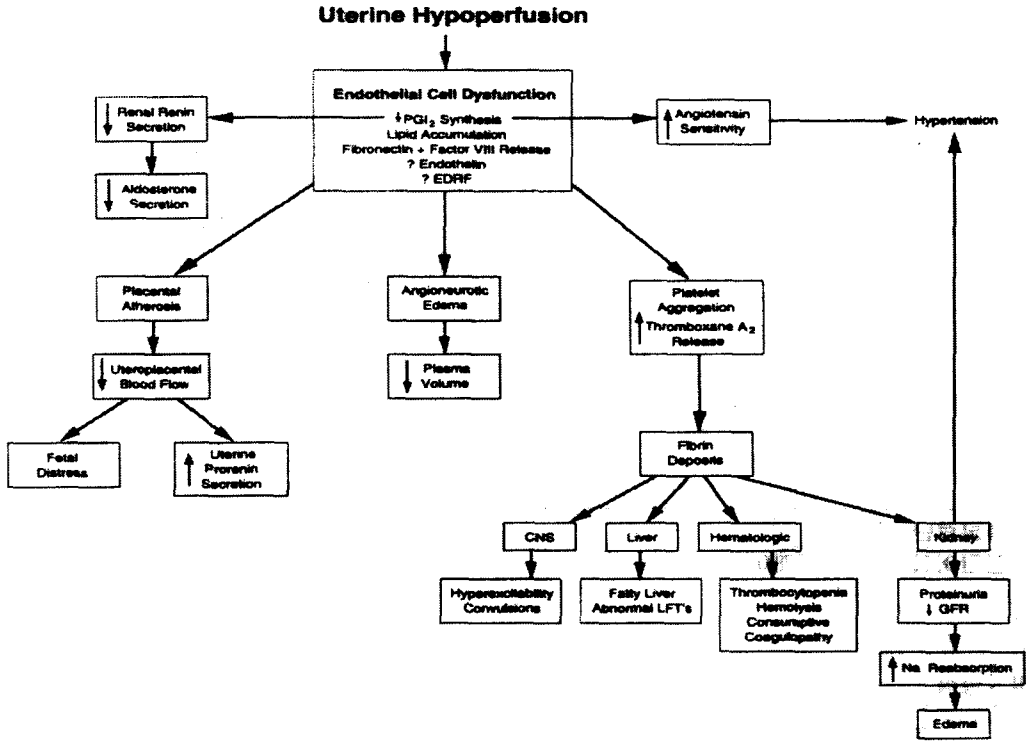 Uterine Hypoperfusion
Endothelial Cell Dysfunction
↓PGI₂ Synthesis
Lipid Accumulation
Fibronectin + Factor VIII Release
? Endothelin
? EDRF
↓ Renal Renin
Secretion
↓ Aldosterone
Secretion
↑ Angiotensin
Sensitivity
Hypertension
Placental
Atherosis
↓ Uteroplacental
Blood Flow
Fetal
Distress
↑ Uterine
Prorenin
Secretion
Angioneurotic
Edema
↓ Plasma
Volume
Platelet
Aggregation
↑ Thromboxane A₂
Release
Fibrin
Deposits
CNS
Liver
Hematologic
Kidney
Hyperexcitability
Convulsions
Fatty Liver
Abnormal LFT's
Thrombocytopenia
Hemolysis
Consumptive
Coagulopathy
Proteinuria
↓ GFR
↑ Na Reabsorption
Edema